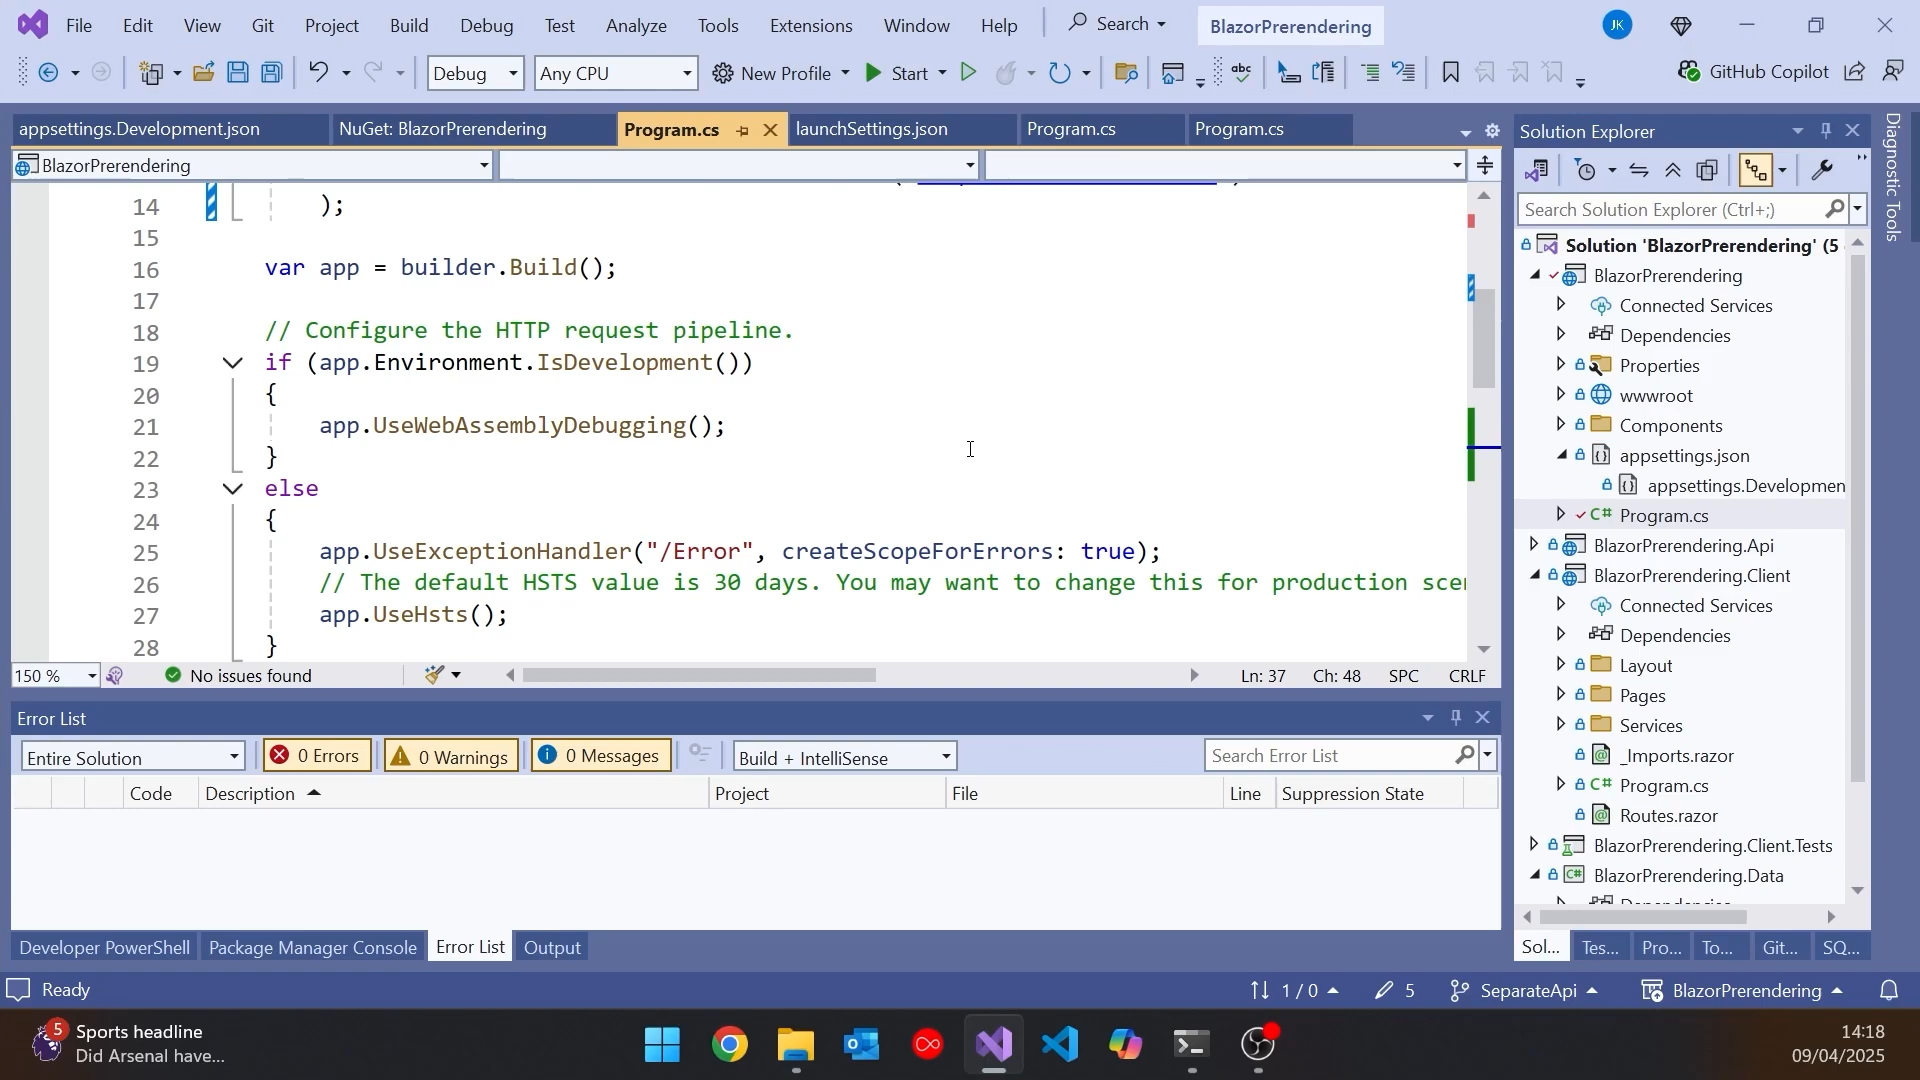 File Edit View Git Project Build Debug Test Analyze Tools Extensions Window Help Search BlazorPrerendering JK
Debug Any CPU New Profile Start abc GitHub Copilot
appsettings.Development.json NuGet: BlazorPrerendering Program.cs launchSettings.json Program.cs Program.cs
BlazorPrerendering
14 );
15
16 var app = builder.Build();
17
18 // Configure the HTTP request pipeline.
19 if (app.Environment.IsDevelopment())
20 {
21 app.UseWebAssemblyDebugging();
22 }
23 else
24 {
25 app.UseExceptionHandler("/Error", createScopeForErrors: true);
26 // The default HSTS value is 30 days. You may want to change this for production scen
27 app.UseHsts();
28 }
150 % No issues found Ln: 37 Ch: 48 SPC CRLF
Error List
Entire Solution 0 Errors 0 Warnings 0 Messages Build + IntelliSense Search Error List
Code Description Project File Line Suppression State
Developer PowerShell Package Manager Console Error List Output
Solution Explorer
Search Solution Explorer (Ctrl+;)
Solution 'BlazorPrerendering' (5
BlazorPrerendering
Connected Services
Dependencies
Properties
wwwroot
Components
appsettings.json
appsettings.Developmen
C# Program.cs
BlazorPrerendering.Api
BlazorPrerendering.Client
Connected Services
Dependencies
Layout
Pages
Services
_Imports.razor
C# Program.cs
Routes.razor
BlazorPrerendering.Client.Tests
C# BlazorPrerendering.Data
Sol... Tes... Pro... To... Git... SQ...
Diagnostic Tools
Ready 1 / 0 5 SeparateApi BlazorPrerendering
5 Sports headline
Did Arsenal have...
14:18
09/04/2025